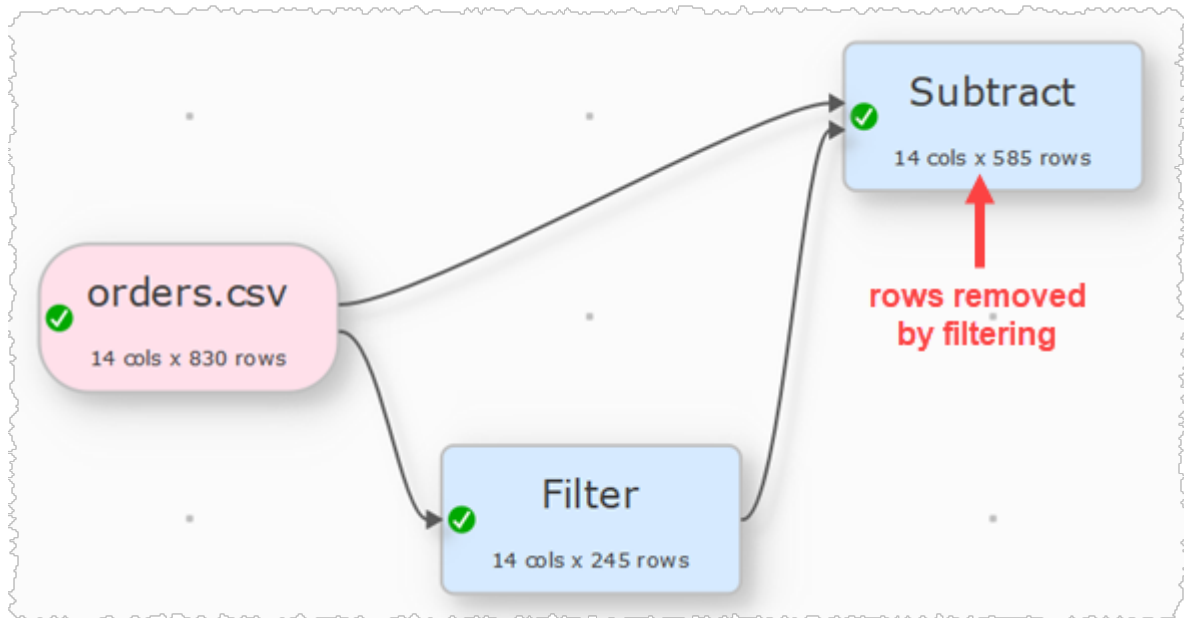 Subtract
14 cols x 585 rows
rows removed
by filtering
orders.csv
14 cols x 830 rows
Filter
14 cols x 245 rows